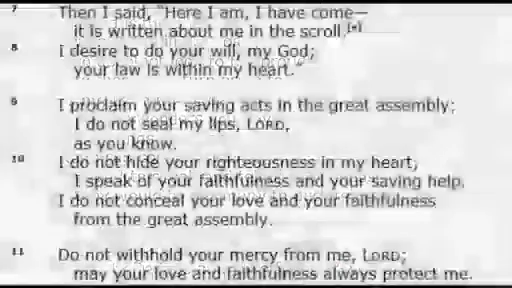 7 Then I said, "Here I am, I have come—
it is written about me in the scroll.[c]
8 I desire to do your will, my God;
your law is within my heart."
9 I proclaim your saving acts in the great assembly;
I do not seal my lips, LORD,
as you know.
10 I do not hide your righteousness in my heart;
I speak of your faithfulness and your saving help.
I do not conceal your love and your faithfulness
from the great assembly.
11 Do not withhold your mercy from me, LORD;
may your love and faithfulness always protect me.